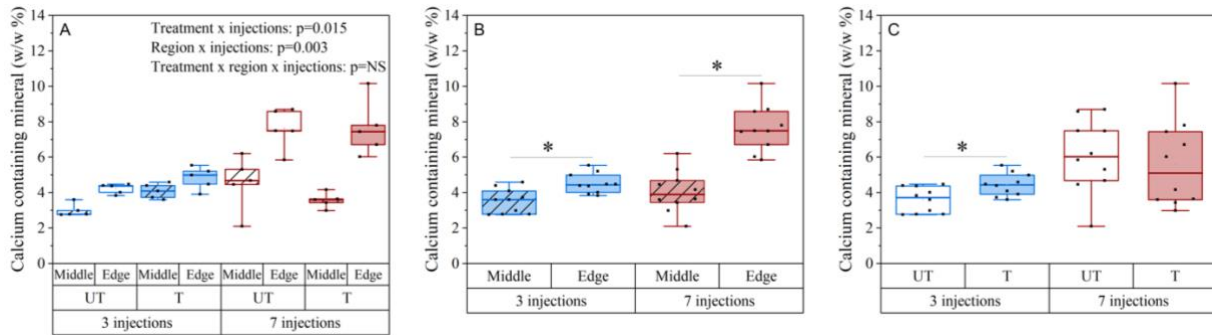 A
Treatment x injections: p=0.015
Region x injections: p=0.003
Treatment x region x injections: p=NS
Calcium containing mineral (w/w %)
14
12
10
8
6
4
2
0
Middle Edge Middle Edge Middle Edge Middle Edge
UT T UT T
3 injections 7 injections
B
Calcium containing mineral (w/w %)
14
12
10
8
6
4
2
0
*
*
Middle Edge Middle Edge
3 injections 7 injections
C
Calcium containing mineral (w/w %)
14
12
10
8
6
4
2
0
*
UT T UT T
3 injections 7 injections